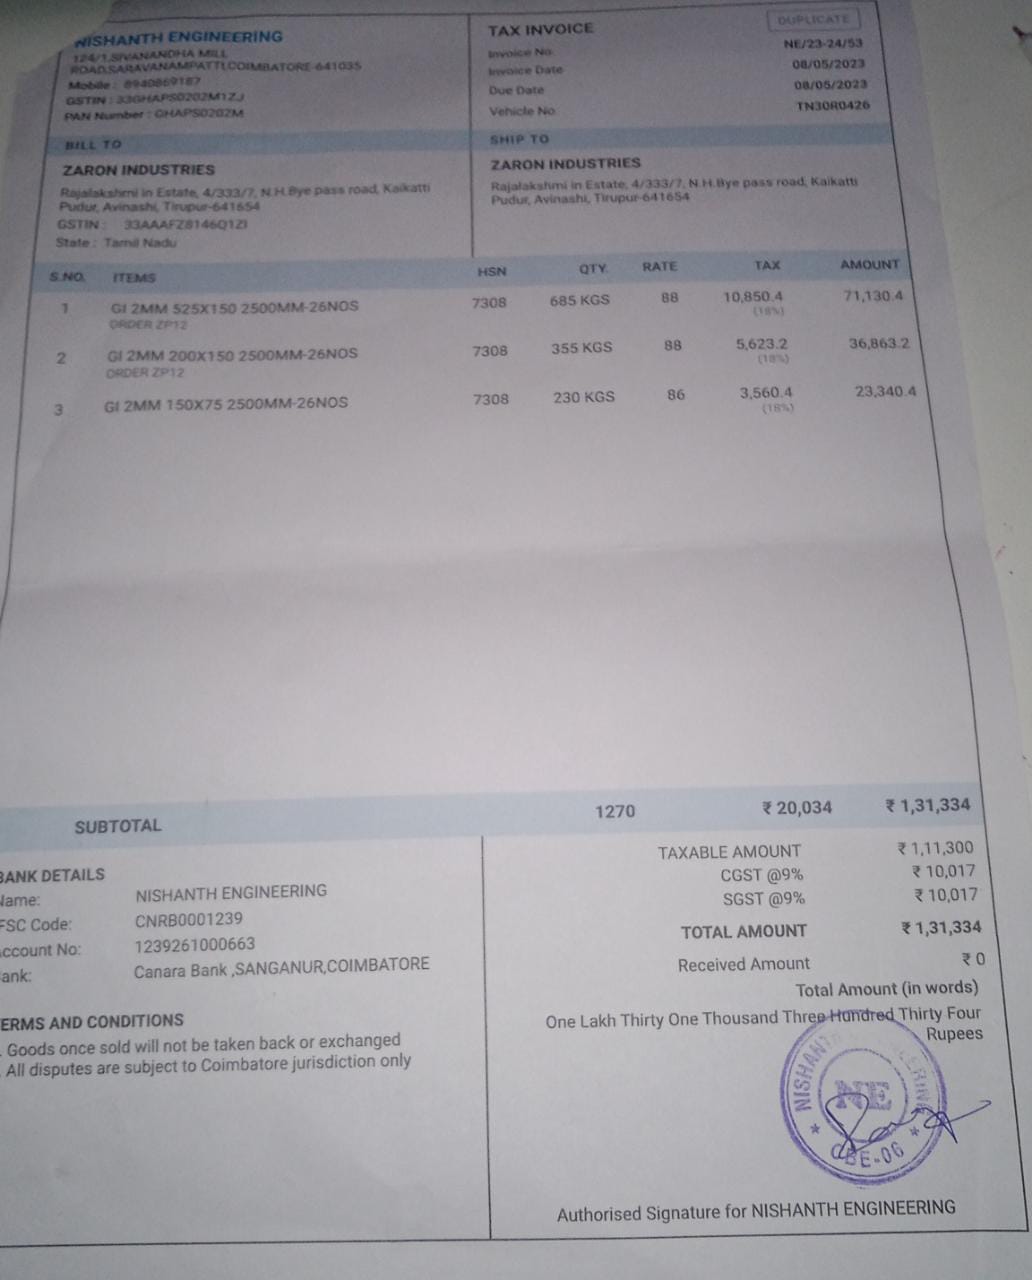 NISHANTH ENGINEERING
124/1,SIVANANDHA MILL
ROAD,SARAVANAMPATTI,COIMBATORE-641035
Mobile : 8940869187
GSTIN : 33GHAPS0202M1ZJ
PAN Number : GHAPS0202M
TAX INVOICE DUPLICATE
Invoice No. NE/23-24/53
Invoice Date 08/05/2023
Due Date 08/05/2023
Vehicle No. TN30R0426
BILL TO
ZARON INDUSTRIES
Rajalakshmi in Estate, 4/333/7, N.H.Bye pass road, Kaikatti
Pudur, Avinashi, Tirupur-641654
GSTIN : 33AAAFZ8146Q1ZI
State : Tamil Nadu
SHIP TO
ZARON INDUSTRIES
Rajalakshmi in Estate, 4/333/7, N.H.Bye pass road, Kaikatti
Pudur, Avinashi, Tirupur-641654
S.NO. ITEMS HSN QTY. RATE TAX AMOUNT
1 GI 2MM 525X150 2500MM-26NOS 7308 685 KGS 88 10,850.4 71,130.4
ORDER ZP12 (18%)
2 GI 2MM 200X150 2500MM-26NOS 7308 355 KGS 88 5,623.2 36,863.2
ORDER ZP12 (18%)
3 GI 2MM 150X75 2500MM-26NOS 7308 230 KGS 86 3,560.4 23,340.4
(18%)
SUBTOTAL 1270 ₹ 20,034 ₹ 1,31,334
BANK DETAILS
Name: NISHANTH ENGINEERING
FSC Code: CNRB0001239
Account No: 1239261000663
ank: Canara Bank ,SANGANUR,COIMBATORE
TERMS AND CONDITIONS
. Goods once sold will not be taken back or exchanged
. All disputes are subject to Coimbatore jurisdiction only
TAXABLE AMOUNT ₹ 1,11,300
CGST @9% ₹ 10,017
SGST @9% ₹ 10,017
TOTAL AMOUNT ₹ 1,31,334
Received Amount ₹ 0
Total Amount (in words)
One Lakh Thirty One Thousand Three Hundred Thirty Four
Rupees
NE
CBE-06
Authorised Signature for NISHANTH ENGINEERING